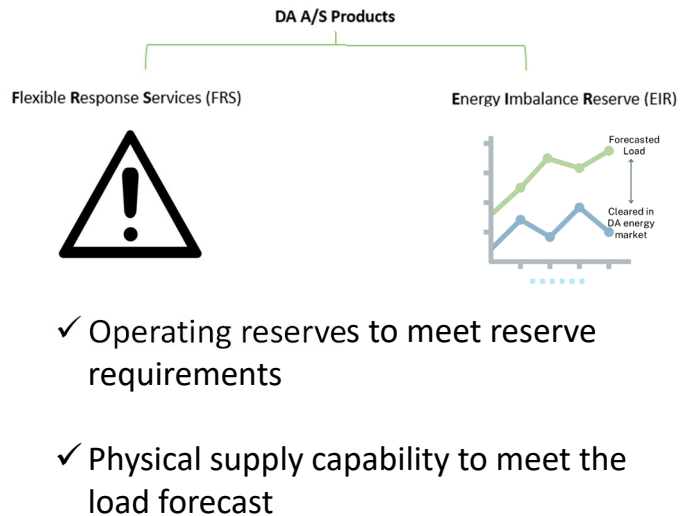 DA A/S Products
Flexible Response Services (FRS)
Energy Imbalance Reserve (EIR)
Forecasted
Load
Cleared in
DA energy
market
✓ Operating reserves to meet reserve
requirements
✓ Physical supply capability to meet the
load forecast